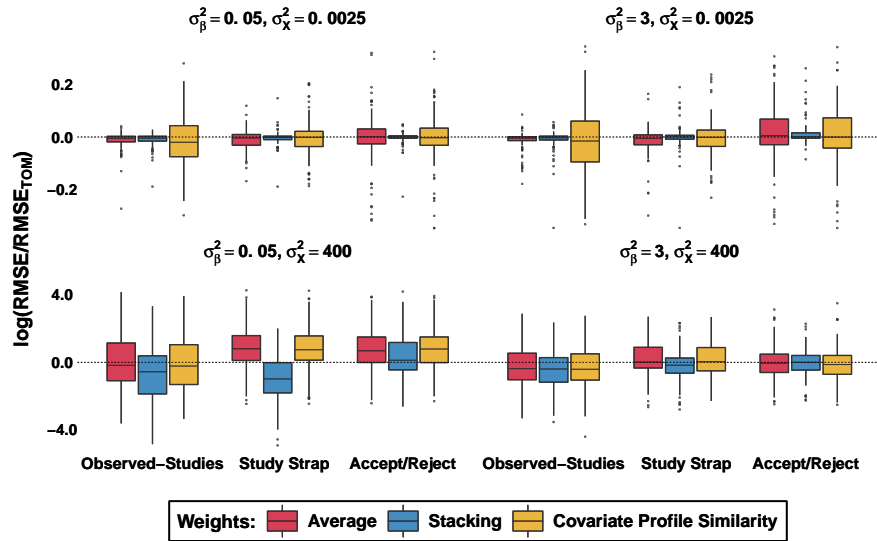 σ²β = 0.05, σ²X = 0.0025
σ²β = 3, σ²X = 0.0025
0.2
0.0
−0.2
σ²β = 0.05, σ²X = 400
σ²β = 3, σ²X = 400
4.0
0.0
−4.0
log(RMSE/RMSE_TOM)
Observed−Studies Study Strap Accept/Reject Observed−Studies Study Strap Accept/Reject
Weights: Average Stacking Covariate Profile Similarity